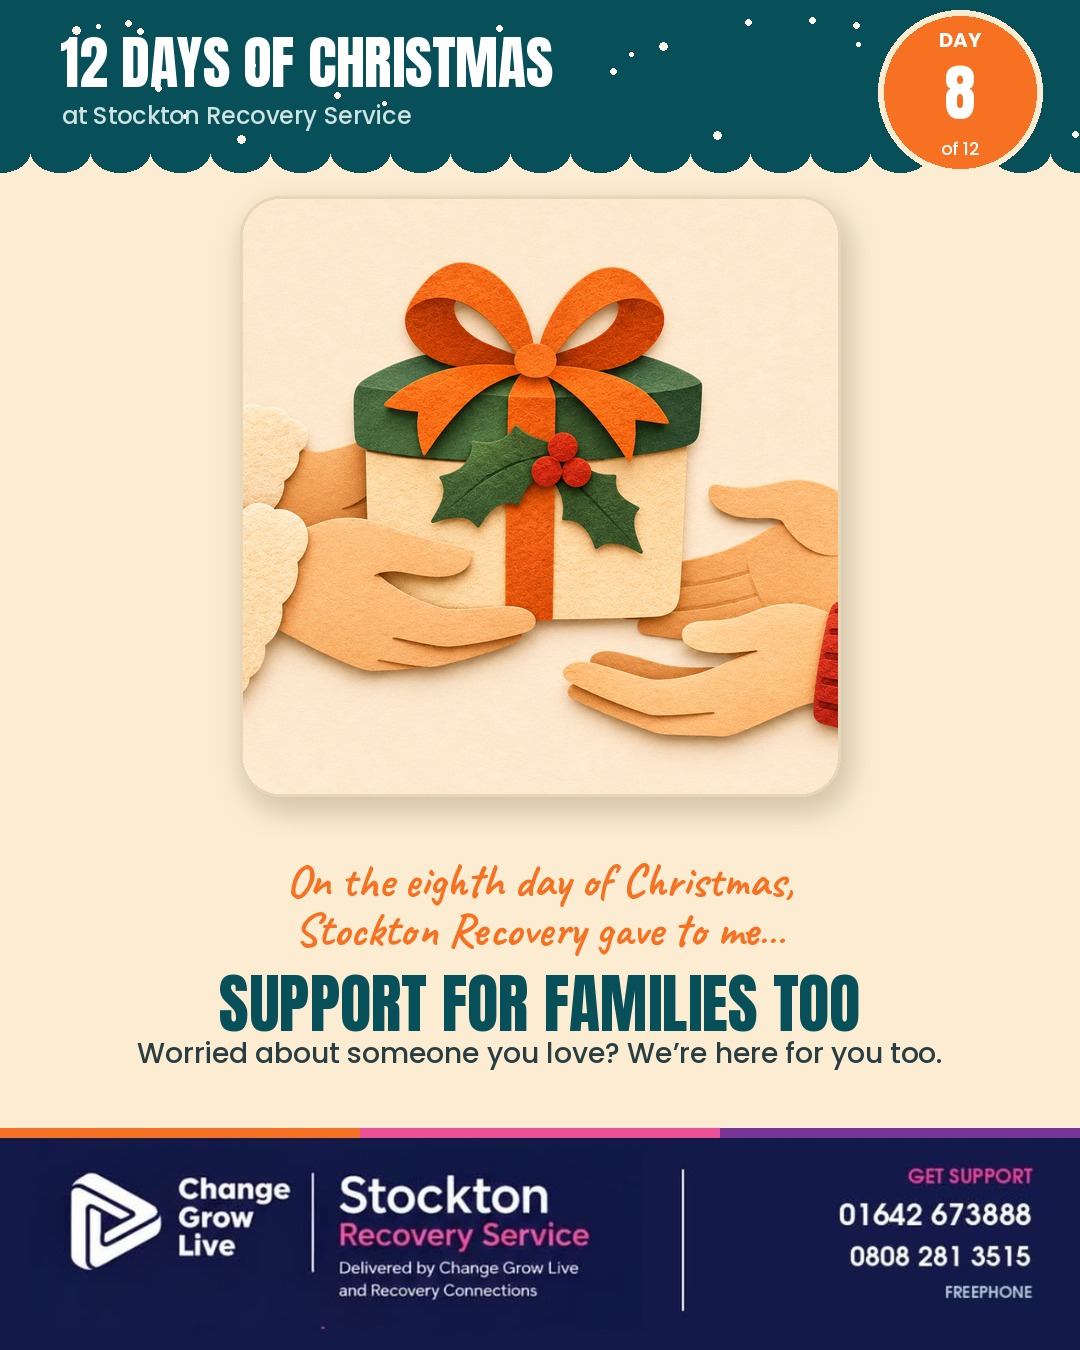 12 DAYS OF CHRISTMAS
at Stockton Recovery Service
DAY
8
of 12
On the eighth day of Christmas,
Stockton Recovery gave to me...
SUPPORT FOR FAMILIES TOO
Worried about someone you love? We’re here for you too.
Change
Grow
Live
Stockton
Recovery Service
Delivered by Change Grow Live
and Recovery Connections
GET SUPPORT
01642 673888
0808 281 3515
FREEPHONE